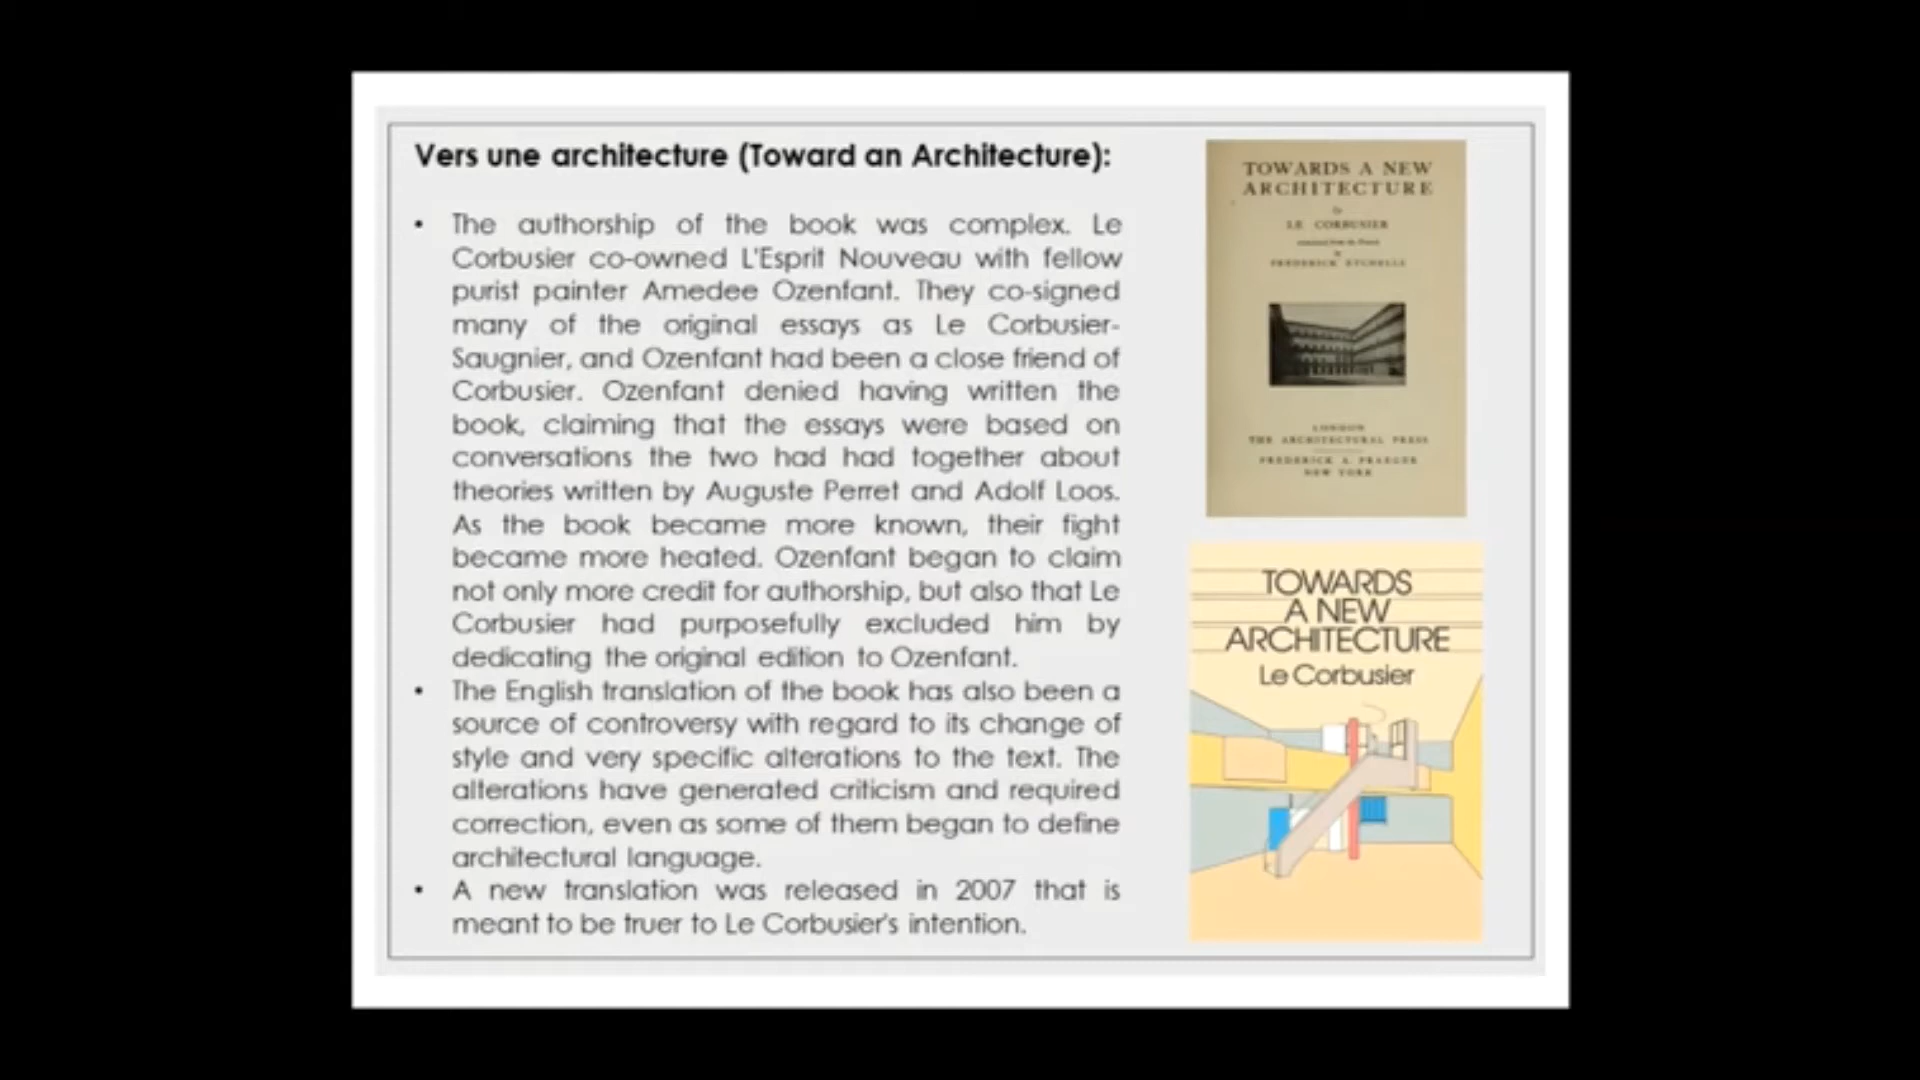 Vers une architecture (Toward an Architecture):
• The authorship of the book was complex. Le
Corbusier co-owned L'Esprit Nouveau with fellow
purist painter Amedee Ozenfant. They co-signed
many of the original essays as Le Corbusier-
Saugnier, and Ozenfant had been a close friend of
Corbusier. Ozenfant denied having written the
book, claiming that the essays were based on
conversations the two had had together about
theories written by Auguste Perret and Adolf Loos.
As the book became more known, their fight
became more heated. Ozenfant began to claim
not only more credit for authorship, but also that Le
Corbusier had purposefully excluded him by
dedicating the original edition to Ozenfant.
• The English translation of the book has also been a
source of controversy with regard to its change of
style and very specific alterations to the text. The
alterations have generated criticism and required
correction, even as some of them began to define
architectural language.
• A new translation was released in 2007 that is
meant to be truer to Le Corbusier's intention.
TOWARDS A NEW
ARCHITECTURE
by
LE CORBUSIER
translated from the French
by
FREDERICK ETCHELLS
LONDON
THE ARCHITECTURAL PRESS
FREDERICK A. PRAEGER
NEW YORK
TOWARDS
A NEW
ARCHITECTURE
Le Corbusier